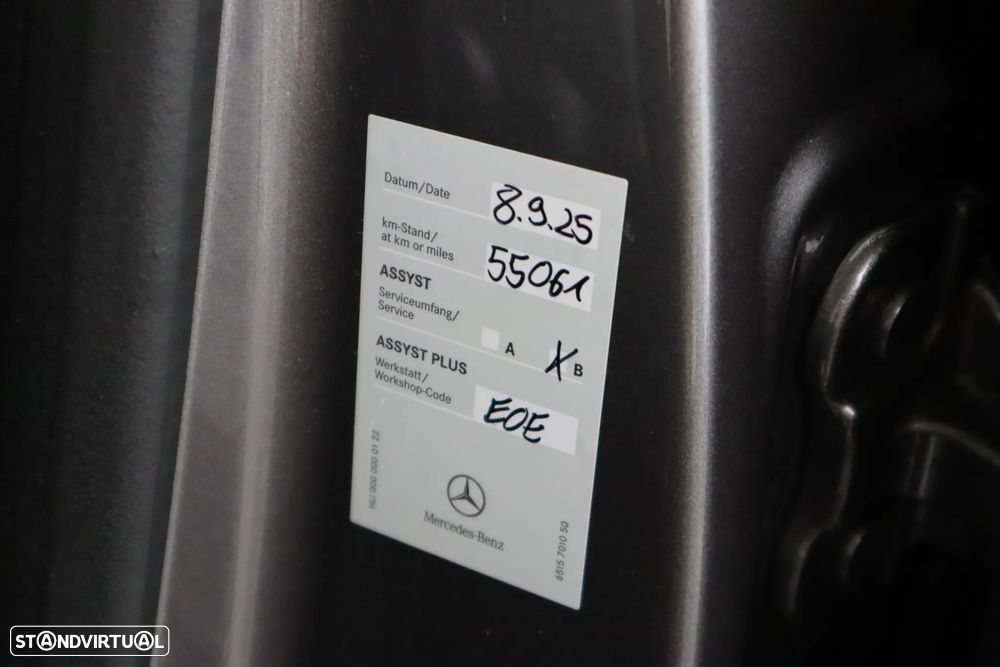 Datum/Date 8.9.25
km-Stand/
at km or miles 55061
ASSYST
Serviceumfang/
Service A X B
ASSYST PLUS
Werkstatt/
Workshop-Code EOE
Mercedes-Benz
6515 7010 50
STANDVIRTUAL